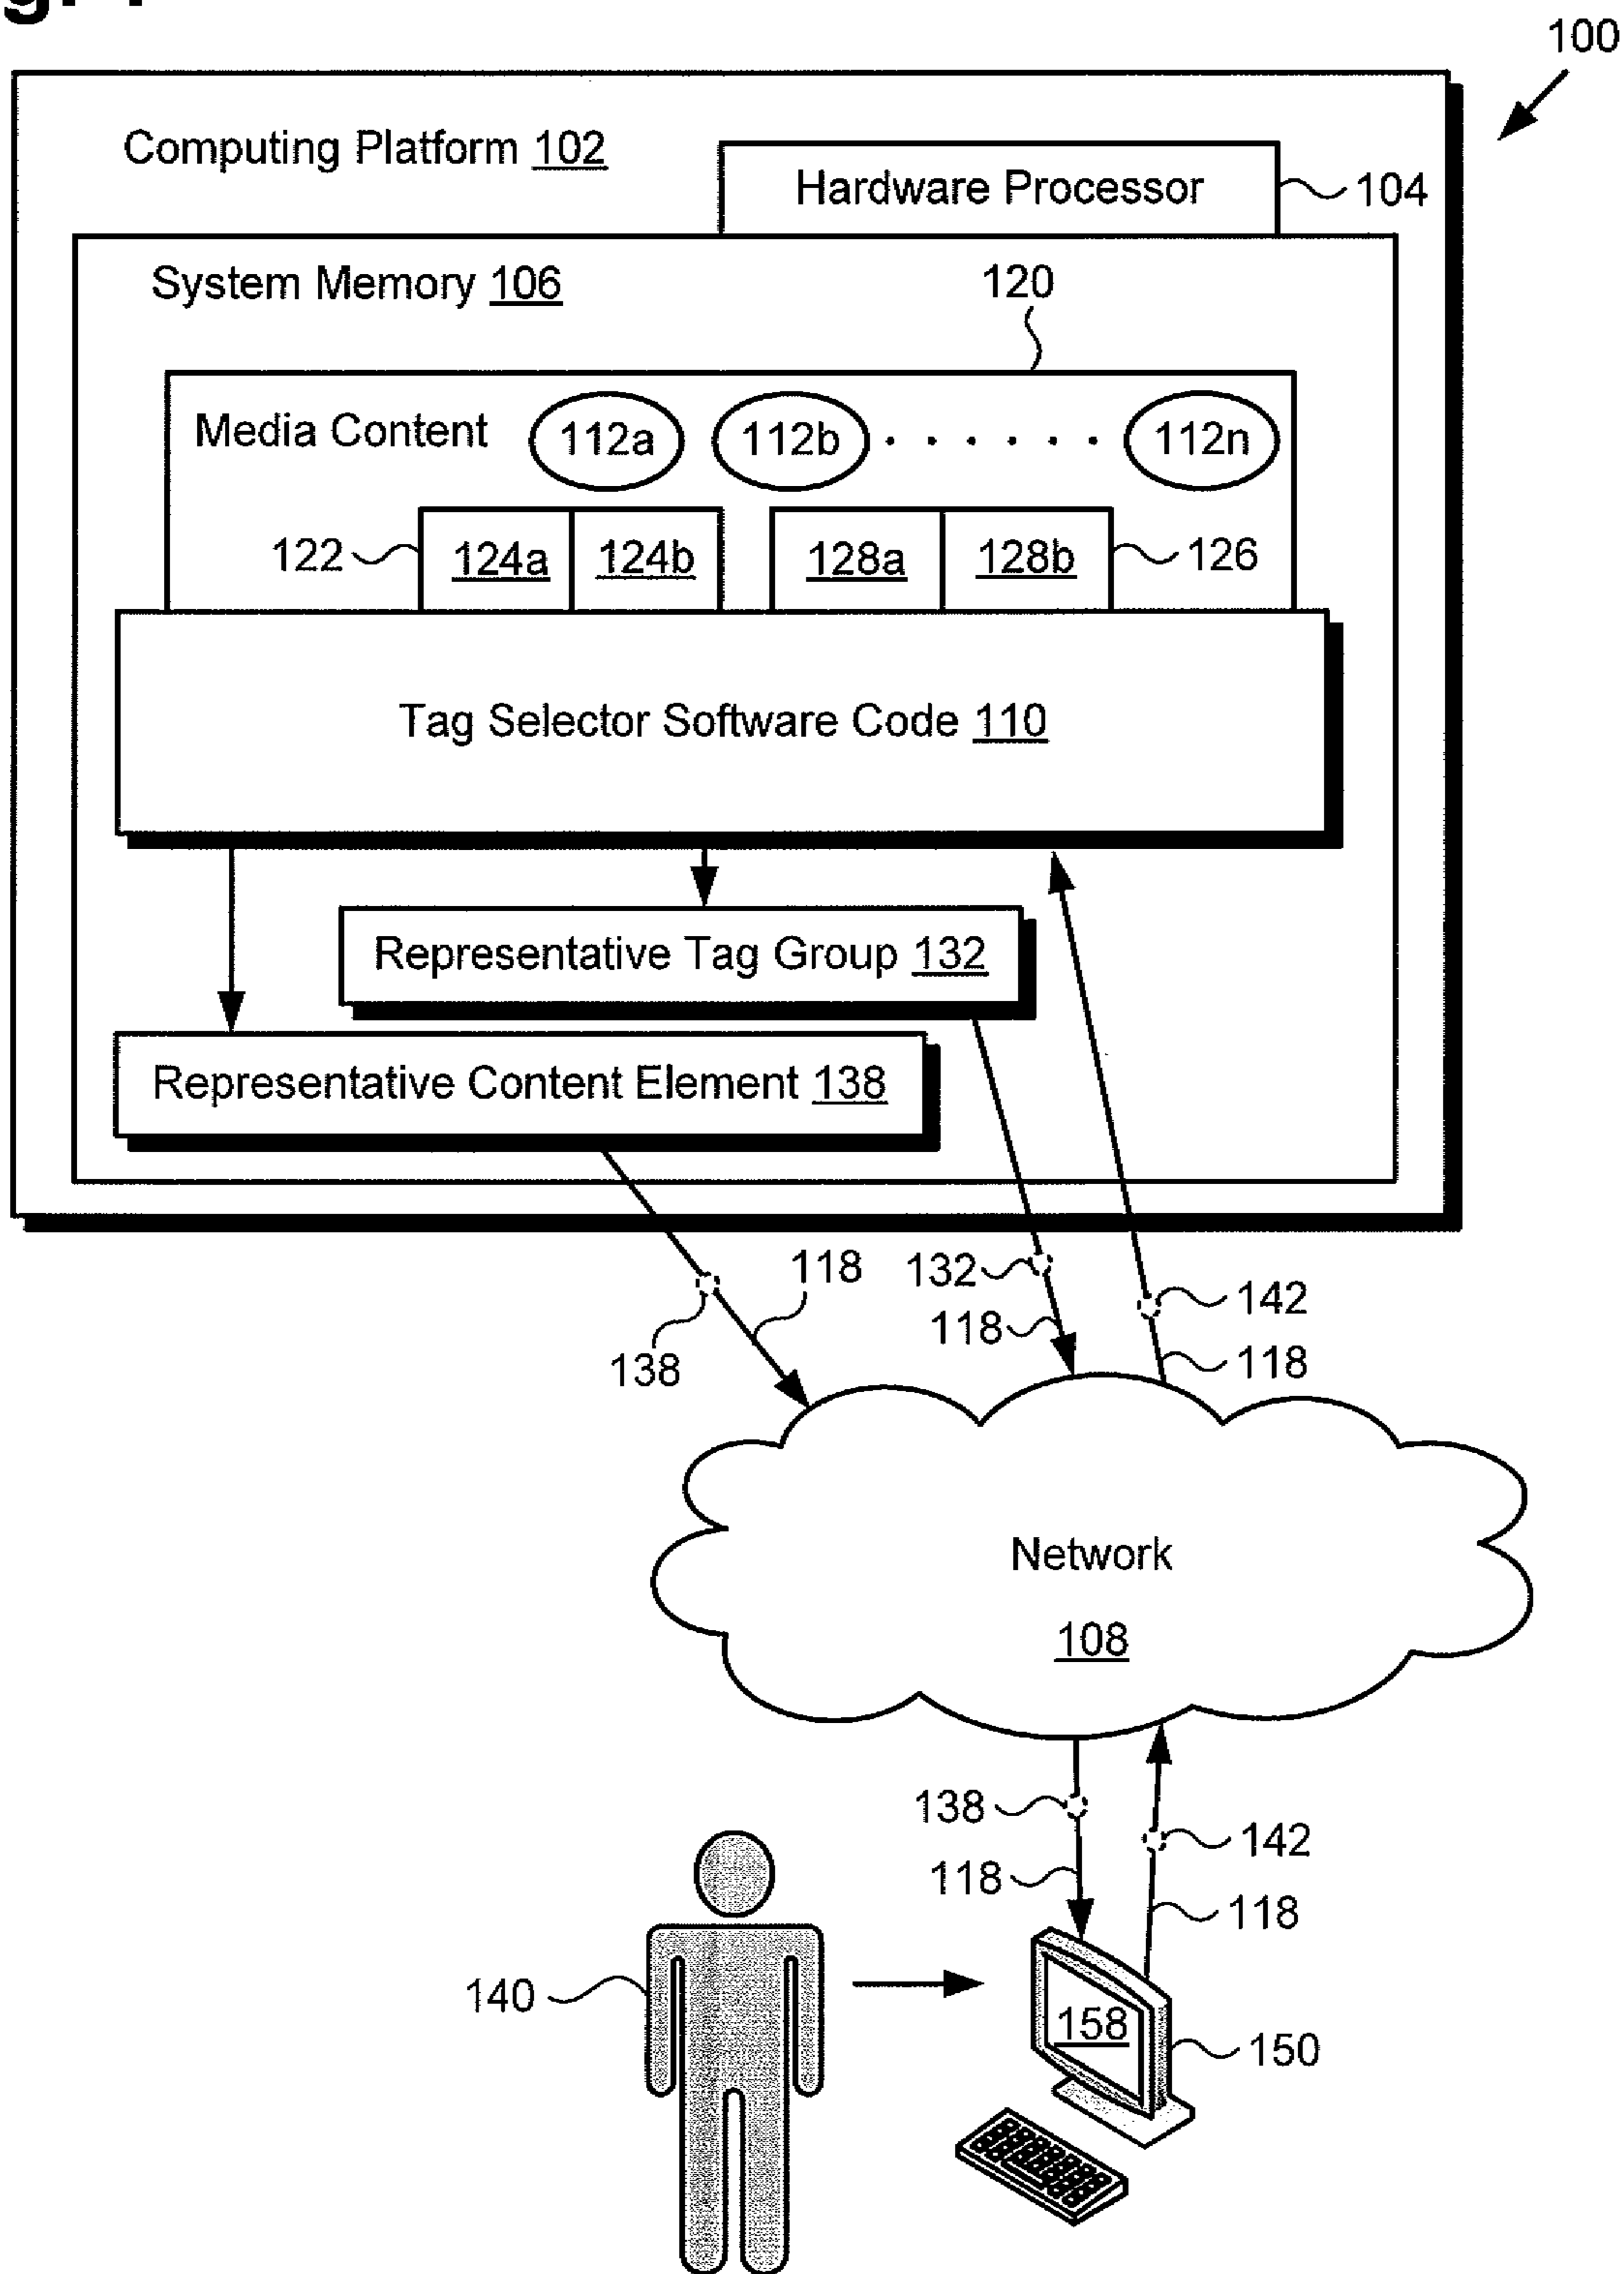 100
Computing Platform 102
Hardware Processor
104
System Memory 106
120
Media Content 112a 112b . . . . . . 112n
122 124a 124b 128a 128b 126
Tag Selector Software Code 110
Representative Tag Group 132
Representative Content Element 138
118 132 142
138 118 118
Network
108
138 142
118 118
140 158 150